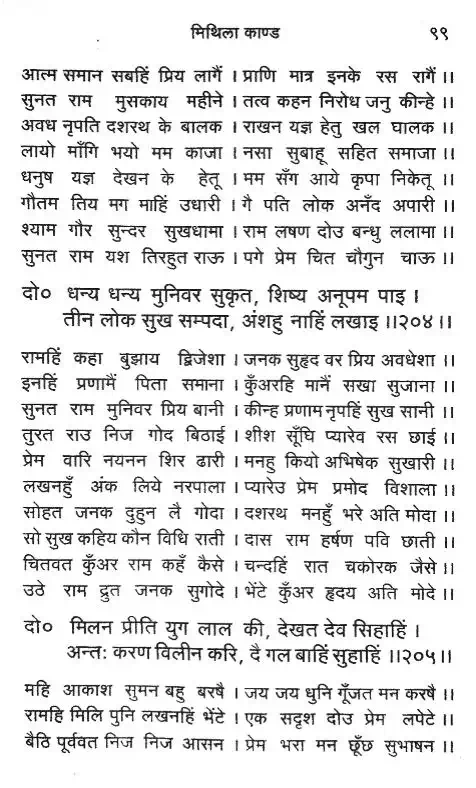 मिथिला काण्ड ९९
आत्म समान सबहिं प्रिय लागैं । प्राणि मात्र इनके रस रागैं ।।
सुनत राम मुसकाय महीने । तत्व कहन निरोध जनु कीन्हे ।।
अवध नृपति दशरथ के बालक । राखन यज्ञ हेतु खल घालक ।।
लायो माँगि भयो मम काजा । नसा सुबाहू सहित समाजा ।।
धनुष यज्ञ देखन के हेतू । मम सँग आये कृपा निकेतू ।।
गौतम तिय मग माहिं उधारी । गै पति लोक अनँद अपारी ।।
श्याम गौर सुन्दर सुखधामा । राम लषण दोउ बन्धु ललामा ।।
सुनत राम यश तिरहुत राऊ । पगे प्रेम चित चौगुन चाऊ ।।
दो० धन्य धन्य मुनिवर सुकृत, शिष्य अनूपम पाइ ।
तीन लोक सुख सम्पदा, अंशहु नाहिं लखाइ ।।२०४।।
रामहिं कहा बुझाय द्विजेशा । जनक सुहृद वर प्रिय अवधेशा ।।
इनहिं प्रणामैं पिता समाना । कुँअरहि मानैं सखा सुजाना ।।
सुनत राम मुनिवर प्रिय बानी । कीन्ह प्रणाम नृपहिं सुख सानी ।।
तुरत राउ निज गोद बिठाई । शीश सूँघि प्यारेव रस छाई ।।
प्रेम वारि नयनन शिर ढारी । मनहु कियो अभिषेक सुखारी ।।
लखनहुँ अंक लिये नरपाला । प्यारेउ प्रेम प्रमोद विशाला ।।
सोहत जनक दुहुन लै गोदा । दशरथ मनहुँ भरे अति मोदा ।।
सो सुख कहिय कौन विधि राती । दास राम हर्षण पवि छाती ।।
चितवत कुँअर राम कहँ कैसे । चन्दहिं रात चकोरक जैसे ।।
उठे राम द्रुत जनक सुगोदे । भेंटे कुँअर हृदय अति मोदे ।।
दो० मिलन प्रीति युग लाल की, देखत देव सिहाहिं ।
अन्तः करण विलीन करि, दै गल बाहिं सुहाहिं ।।२०५।।
महि आकाश सुमन बहु बरषै । जय जय धुनि गूँजत मन करषै ।।
रामहि मिलि पुनि लखनहिं भेंटे । एक सदृश दोउ प्रेम लपेटे ।।
बैठि पूर्ववत निज निज आसन । प्रेम भरा मन छूँछ सुभाषन ।।